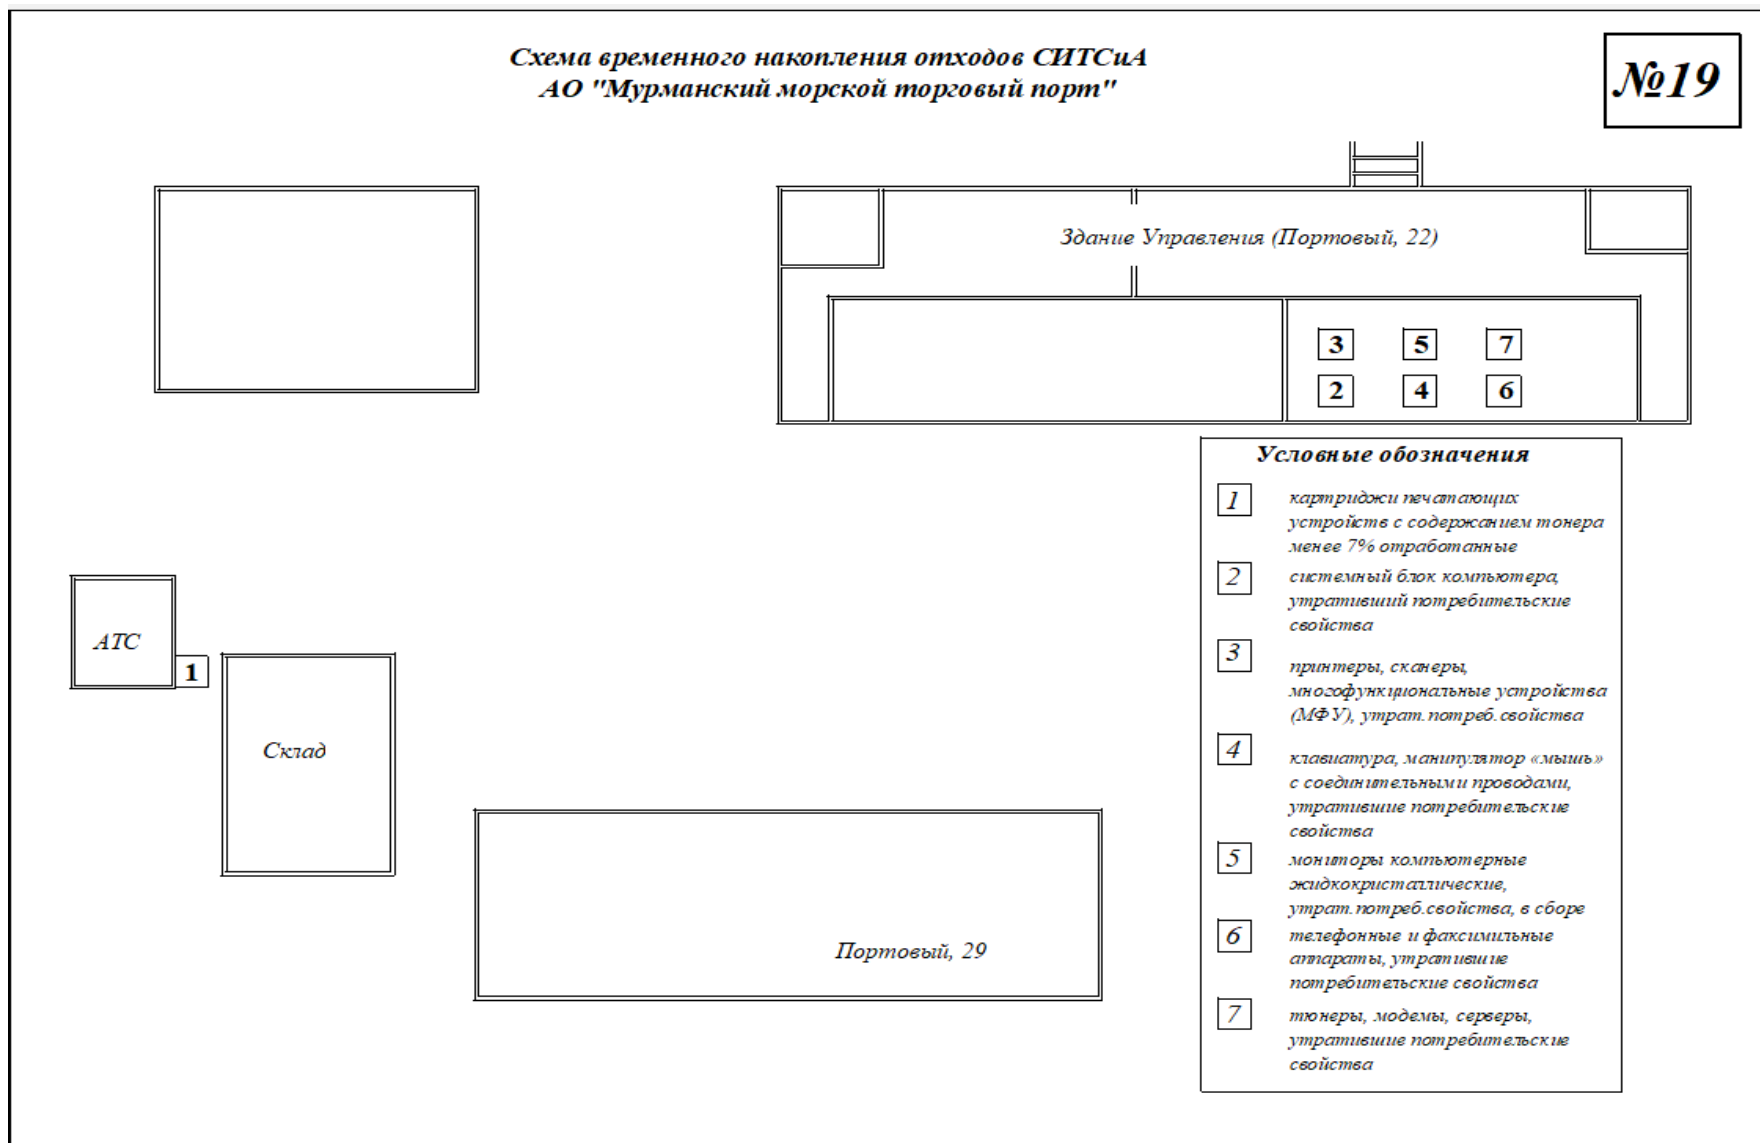 Схема временного накопления отходов СИТСиА
АО "Мурманский морской торговый порт"
№19
Здание Управления (Портовый, 22)
3 5 7
2 4 6
АТС
1
Склад
Портовый, 29
Условные обозначения
1
картриджи печатающих
устройств с содержанием тонера
менее 7% отработанные
2
системный блок компьютера,
утративший потребительские
свойства
3
принтеры, сканеры,
многофункциональные устройства
(МФУ), утрат.потреб.свойства
4
клавиатура, манипулятор «мышь»
с соединительными проводами,
утратившие потребительские
свойства
5
мониторы компьютерные
жидкокристаллические,
утрат.потреб.свойства, в сборе
6
телефонные и факсимильные
аппараты, утратившие
потребительские свойства
7
тюнеры, модемы, серверы,
утратившие потребительские
свойства